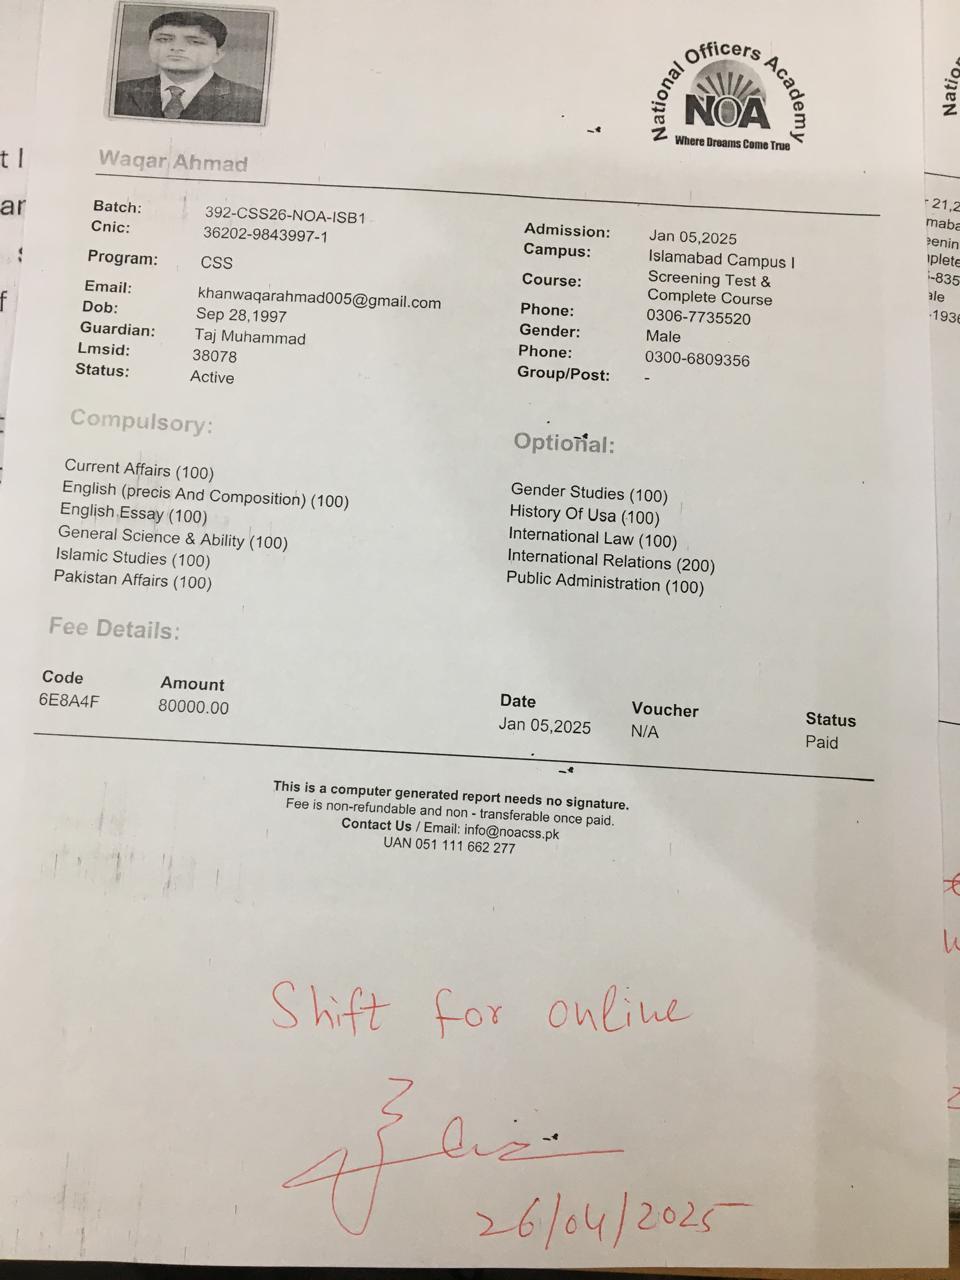 National Officers Academy
NOA
Where Dreams Come True
Waqar Ahmad
Batch: 392-CSS26-NOA-ISB1
Cnic: 36202-9843997-1
Program: CSS
Email: khanwaqarahmad005@gmail.com
Dob: Sep 28,1997
Guardian: Taj Muhammad
Lmsid: 38078
Status: Active
Admission: Jan 05,2025
Campus: Islamabad Campus I
Course: Screening Test &
Complete Course
Phone: 0306-7735520
Gender: Male
Phone: 0300-6809356
Group/Post: -
Compulsory:
Current Affairs (100)
English (precis And Composition) (100)
English Essay (100)
General Science & Ability (100)
Islamic Studies (100)
Pakistan Affairs (100)
Optional:
Gender Studies (100)
History Of Usa (100)
International Law (100)
International Relations (200)
Public Administration (100)
Fee Details:
Code Amount Date Voucher Status
6E8A4F 80000.00 Jan 05,2025 N/A Paid
This is a computer generated report needs no signature.
Fee is non-refundable and non - transferable once paid.
Contact Us / Email: info@noacss.pk
UAN 051 111 662 277
Shift for online
26/04/2025